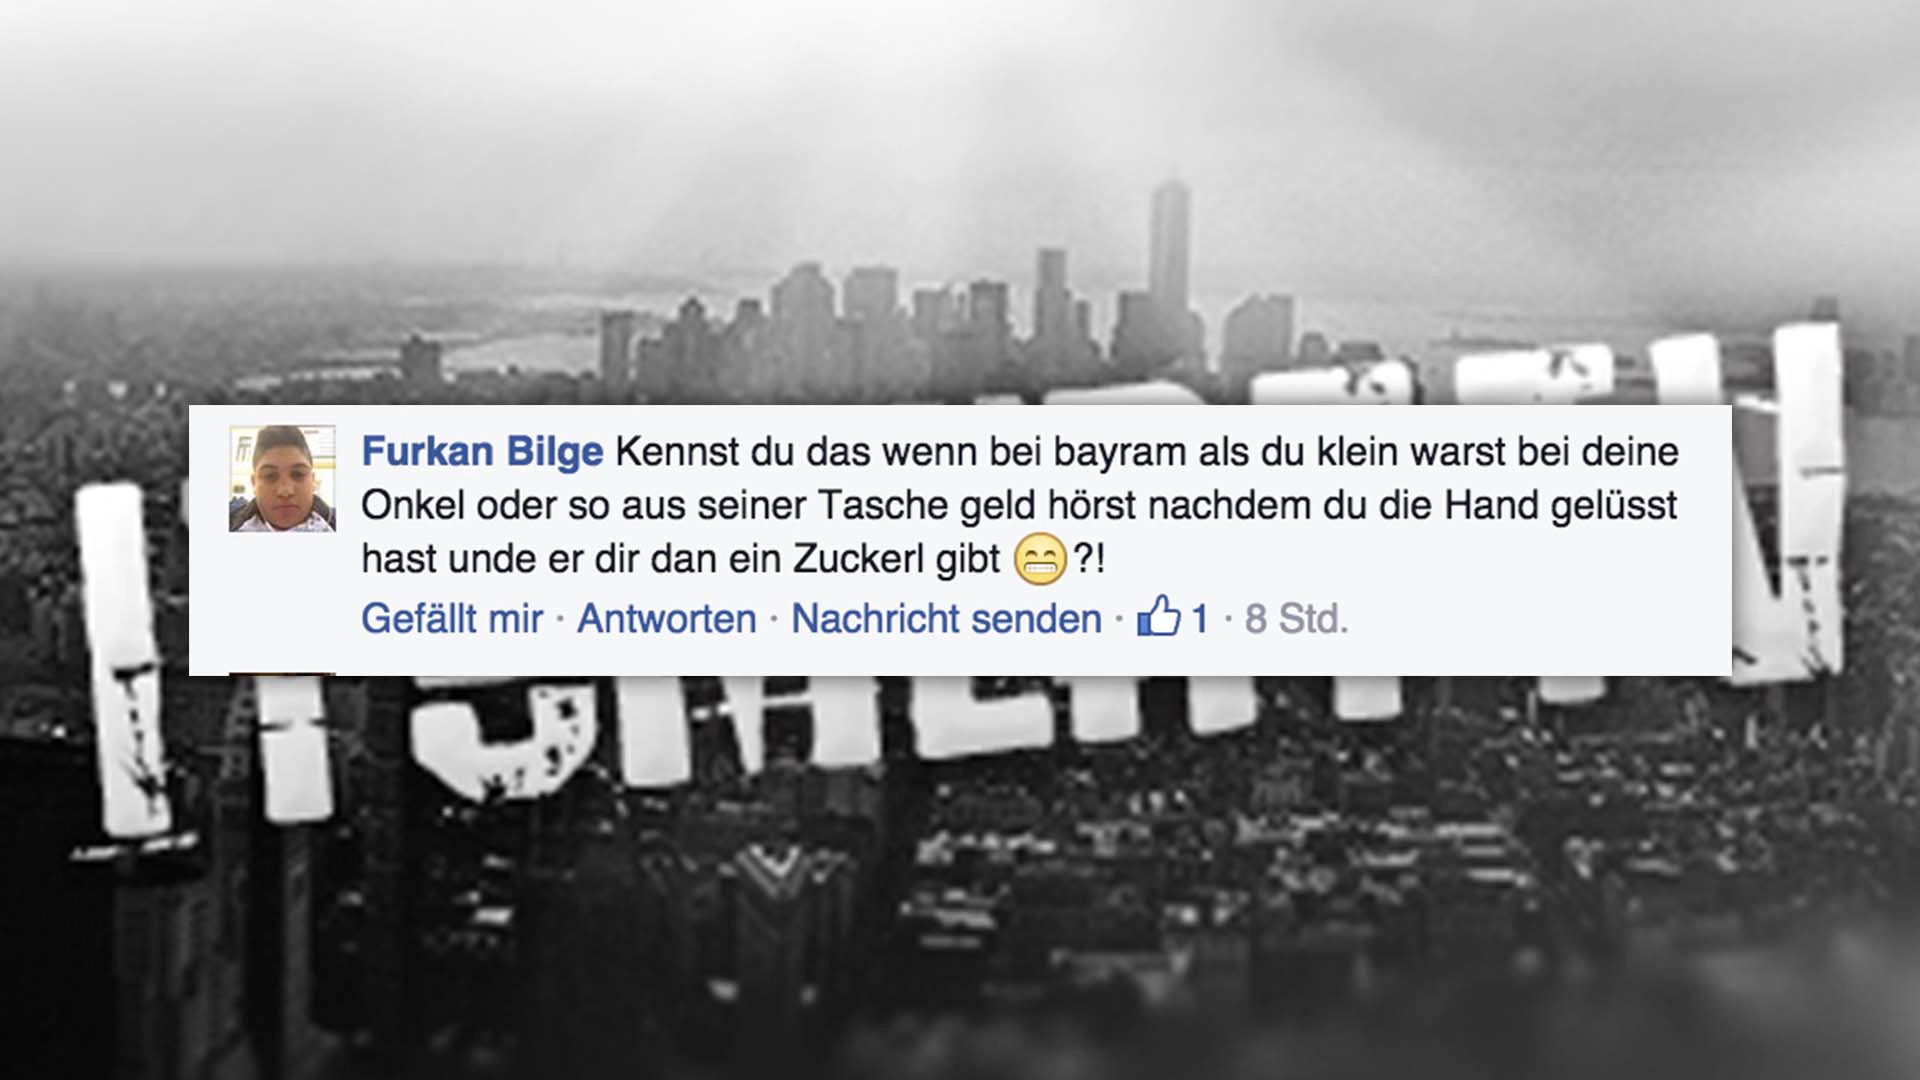 Furkan Bilge Kennst du das wenn bei bayram als du klein warst bei deine
Onkel oder so aus seiner Tasche geld hörst nachdem du die Hand gelüsst
hast unde er dir dan ein Zuckerl gibt 😁?!
Gefällt mir · Antworten · Nachricht senden · 👍 1 · 8 Std.